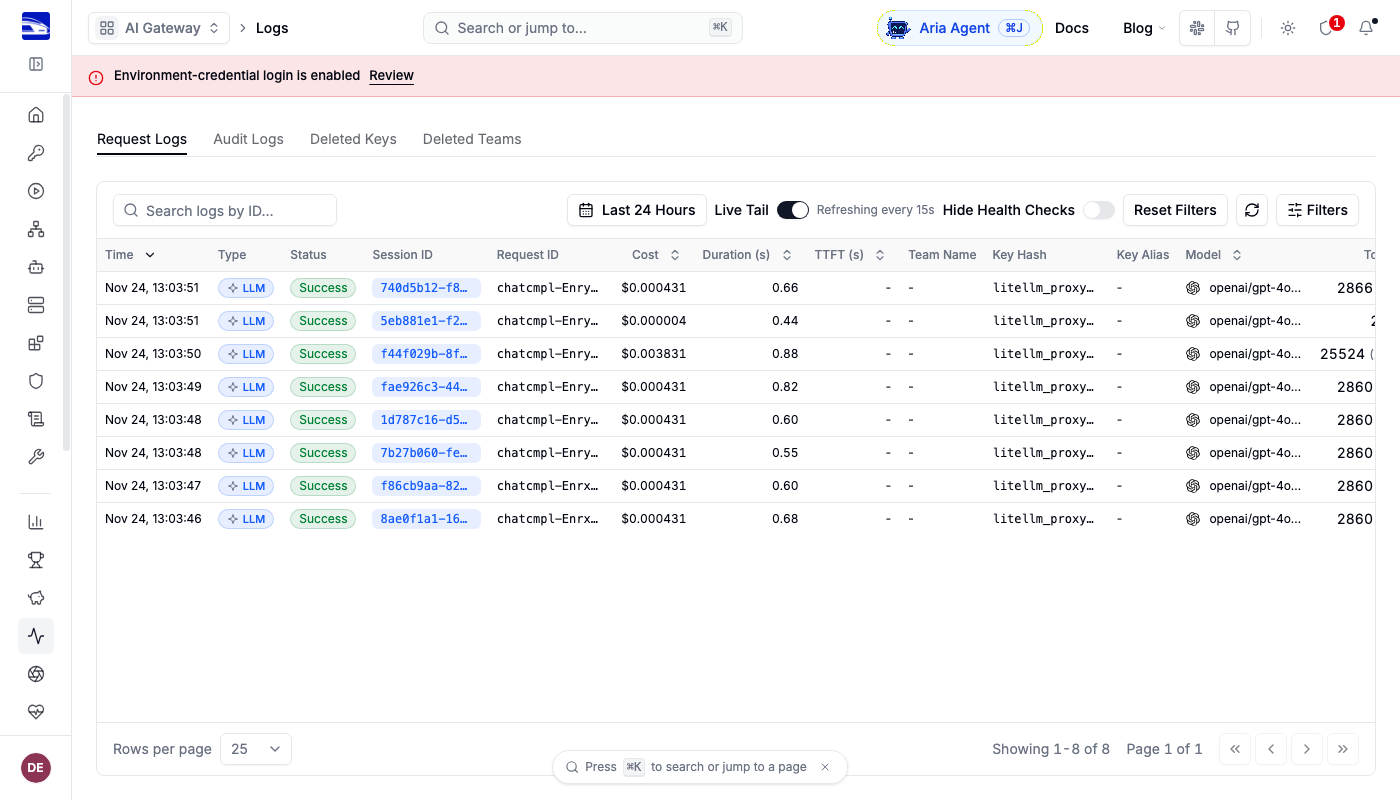 AI Gateway > Logs
Search or jump to... ⌘K
Aria Agent ⌘J Docs Blog 1
Environment-credential login is enabled Review
Request Logs Audit Logs Deleted Keys Deleted Teams
Search logs by ID... Last 24 Hours Live Tail Refreshing every 15s Hide Health Checks Reset Filters Filters
Time Type Status Session ID Request ID Cost Duration (s) TTFT (s) Team Name Key Hash Key Alias Model
Nov 24, 13:03:51 LLM Success 740d5b12-f8… chatcmpl-Enry… $0.000431 0.66 - - litellm_proxy… - openai/gpt-4o... 2866
Nov 24, 13:03:51 LLM Success 5eb881e1-f2… chatcmpl-Enry… $0.000004 0.44 - - litellm_proxy… - openai/gpt-4o...
Nov 24, 13:03:50 LLM Success f44f029b-8f… chatcmpl-Enry… $0.003831 0.88 - - litellm_proxy… - openai/gpt-4o... 25524 (
Nov 24, 13:03:49 LLM Success fae926c3-44… chatcmpl-Enry… $0.000431 0.82 - - litellm_proxy… - openai/gpt-4o... 2860
Nov 24, 13:03:48 LLM Success 1d787c16-d5… chatcmpl-Enry… $0.000431 0.60 - - litellm_proxy… - openai/gpt-4o... 2860
Nov 24, 13:03:48 LLM Success 7b27b060-fe… chatcmpl-Enry… $0.000431 0.55 - - litellm_proxy… - openai/gpt-4o... 2860
Nov 24, 13:03:47 LLM Success f86cb9aa-82… chatcmpl-Enrx… $0.000431 0.60 - - litellm_proxy… - openai/gpt-4o... 2860
Nov 24, 13:03:46 LLM Success 8ae0f1a1-16… chatcmpl-Enrx… $0.000431 0.68 - - litellm_proxy… - openai/gpt-4o... 2860
Rows per page 25 Showing 1-8 of 8 Page 1 of 1
Press ⌘K to search or jump to a page
DE